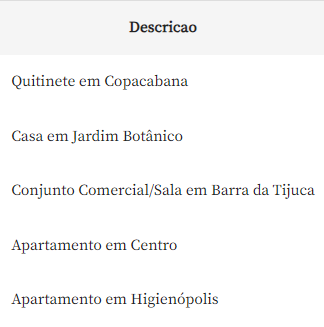 Descricao
Quitinete em Copacabana
Casa em Jardim Botânico
Conjunto Comercial/Sala em Barra da Tijuca
Apartamento em Centro
Apartamento em Higienópolis